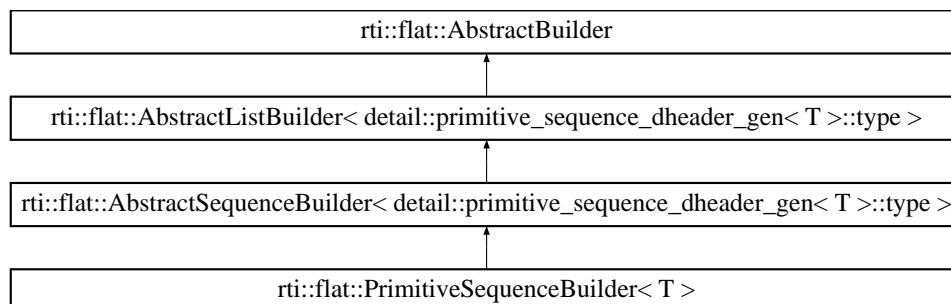 rti::flat::AbstractBuilder
rti::flat::AbstractListBuilder< detail::primitive_sequence_dheader_gen< T >::type >
rti::flat::AbstractSequenceBuilder< detail::primitive_sequence_dheader_gen< T >::type >
rti::flat::PrimitiveSequenceBuilder< T >